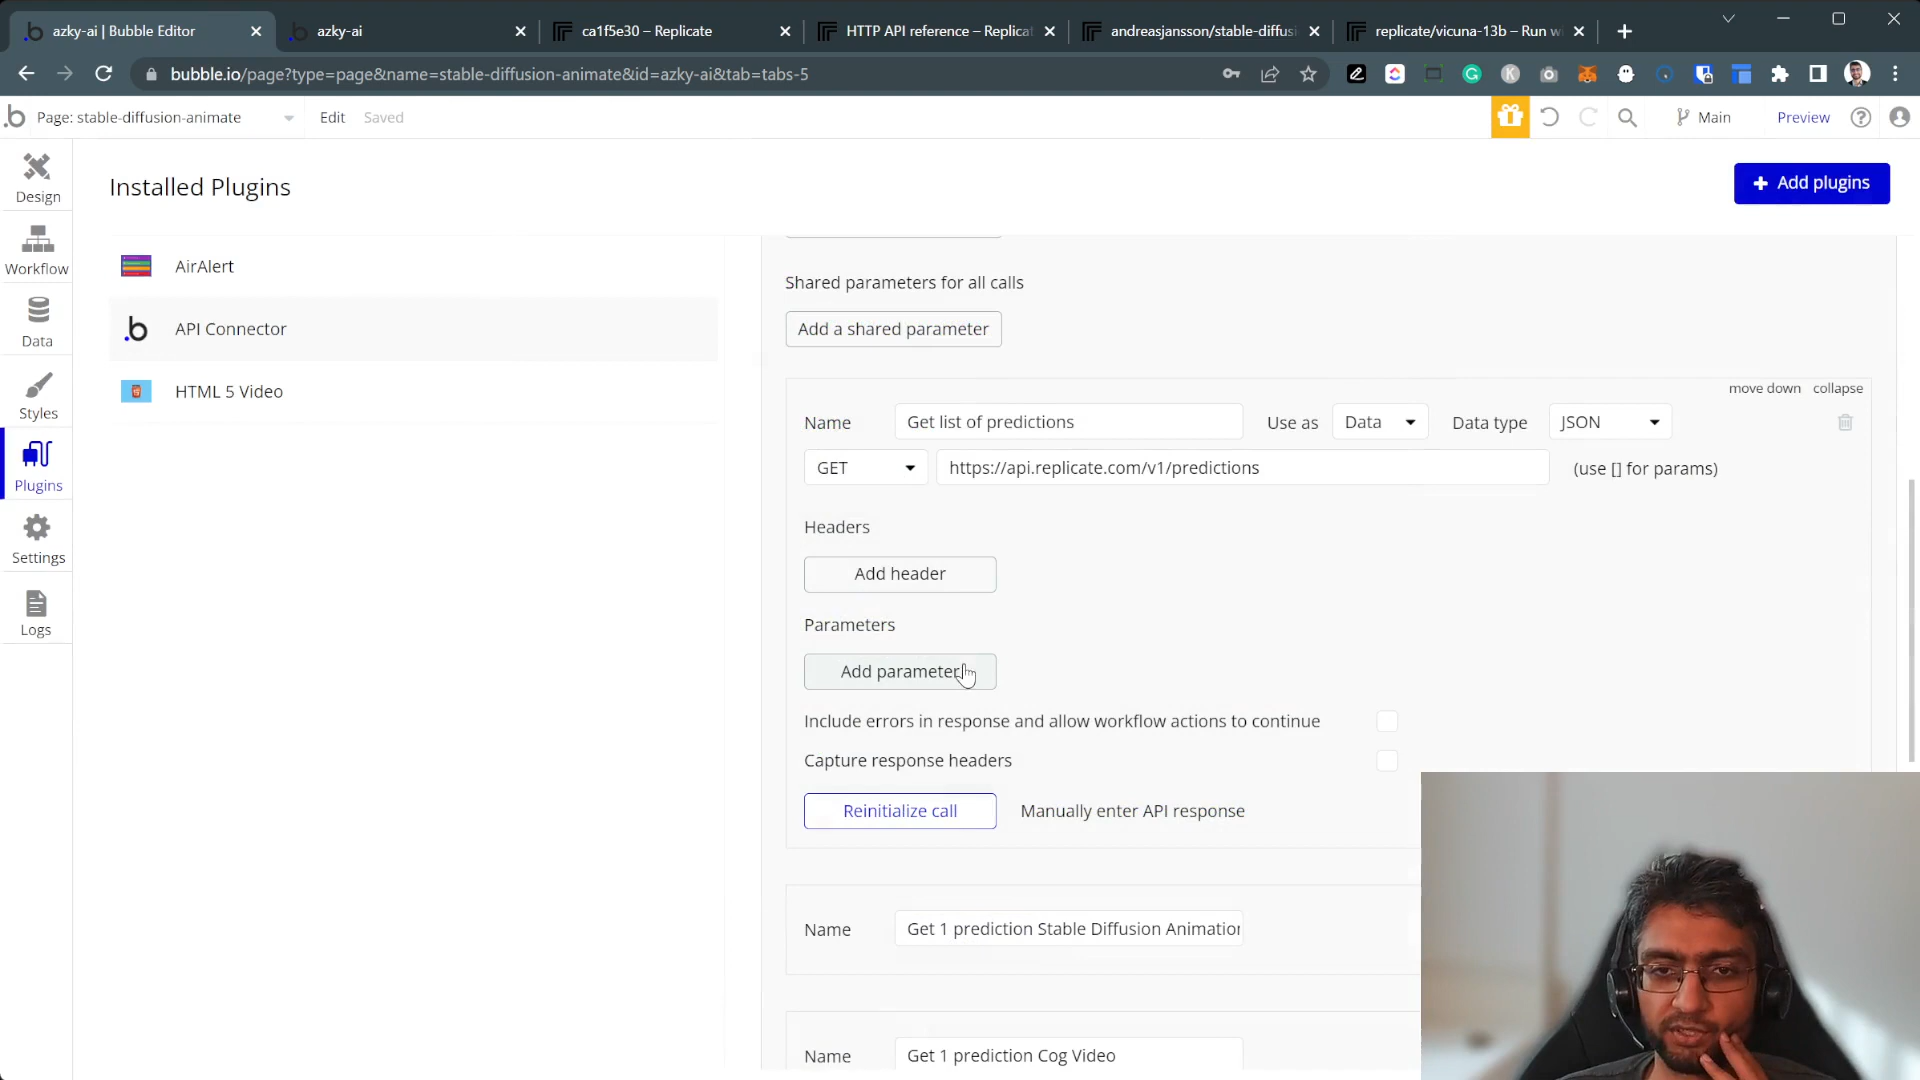 azky-ai | Bubble Editor
azky-ai
ca1f5e30 – Replicate
HTTP API reference – Replicat
andreasjansson/stable-diffusi
replicate/vicuna-13b – Run wi
bubble.io/page?type=page&name=stable-diffusion-animate&id=azky-ai&tab=tabs-5
Page: stable-diffusion-animate
Edit
Saved
Main
Preview
Design
Workflow
Data
Styles
Plugins
Settings
Logs
Installed Plugins
Add plugins
AirAlert
API Connector
HTML 5 Video
Shared parameters for all calls
Add a shared parameter
move down collapse
Name Get list of predictions Use as Data Data type JSON
GET https://api.replicate.com/v1/predictions (use [] for params)
Headers
Add header
Parameters
Add parameter
Include errors in response and allow workflow actions to continue
Capture response headers
Reinitialize call Manually enter API response
Name Get 1 prediction Stable Diffusion Animation
Name Get 1 prediction Cog Video